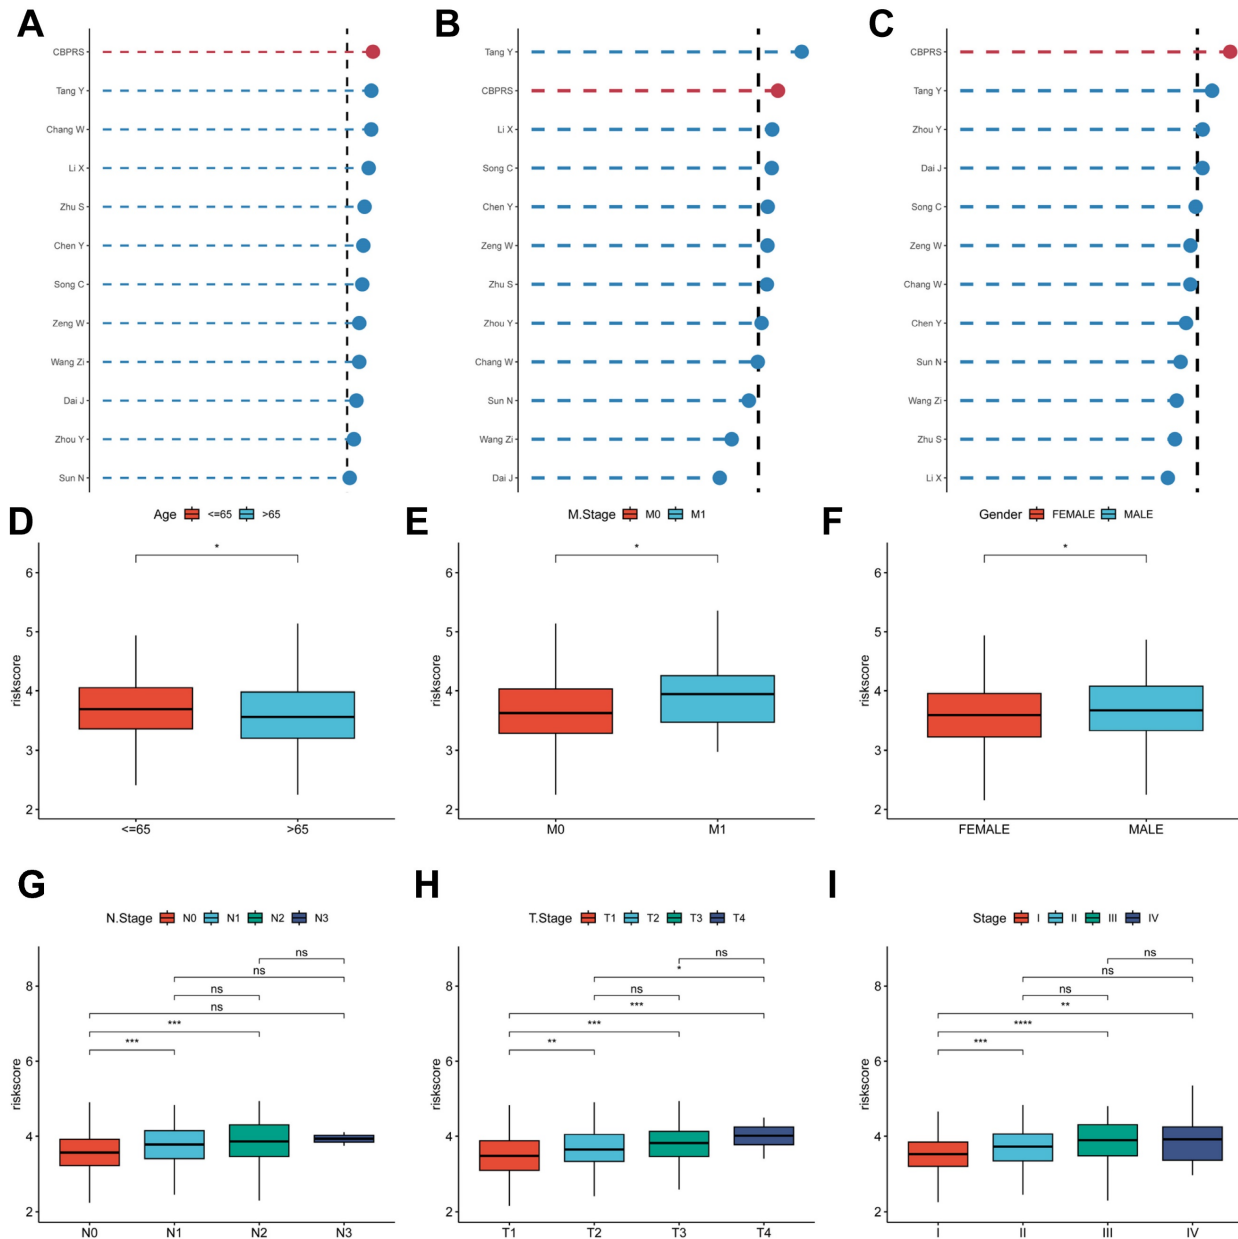 A
CBPRS
Tang Y
Chang W
Li X
Zhu S
Chen Y
Song C
Zeng W
Wang Zi
Dai J
Zhou Y
Sun N
B
Tang Y
CBPRS
Li X
Song C
Chen Y
Zeng W
Zhu S
Zhou Y
Chang W
Sun N
Wang Zi
Dai J
C
CBPRS
Tang Y
Zhou Y
Dai J
Song C
Zeng W
Chang W
Chen Y
Sun N
Wang Zi
Zhu S
Li X
D
Age <=65 >65
*
riskscore
6
5
4
3
2
<=65 >65
E
M.Stage M0 M1
*
riskscore
6
5
4
3
2
M0 M1
F
Gender FEMALE MALE
*
riskscore
6
5
4
3
2
FEMALE MALE
G
N.Stage N0 N1 N2 N3
ns
ns
ns
ns
***
***
riskscore
8
6
4
2
N0 N1 N2 N3
H
T.Stage T1 T2 T3 T4
ns
*
ns
***
***
**
riskscore
8
6
4
2
T1 T2 T3 T4
I
Stage I II III IV
ns
ns
ns
**
****
***
riskscore
8
6
4
2
I II III IV